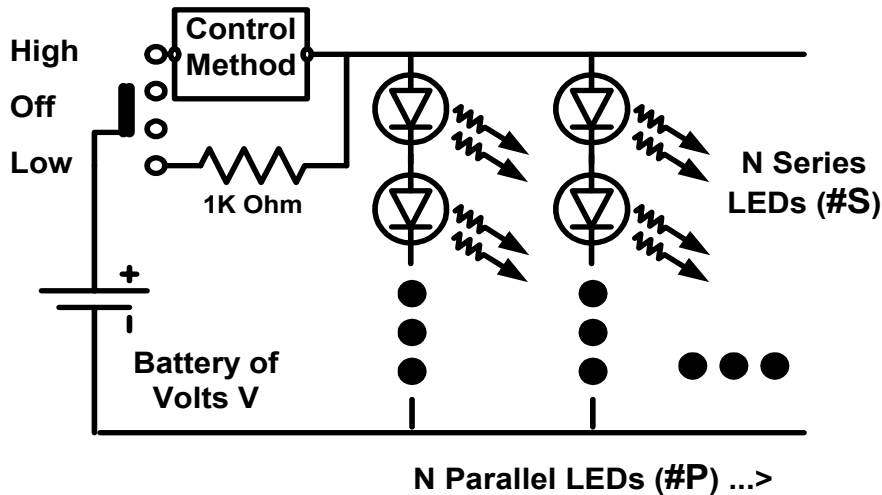 High
Off
Low
Control
Method
1K Ohm
N Series
LEDs (#S)
+
Battery of
Volts V
N Parallel LEDs (#P) ...>